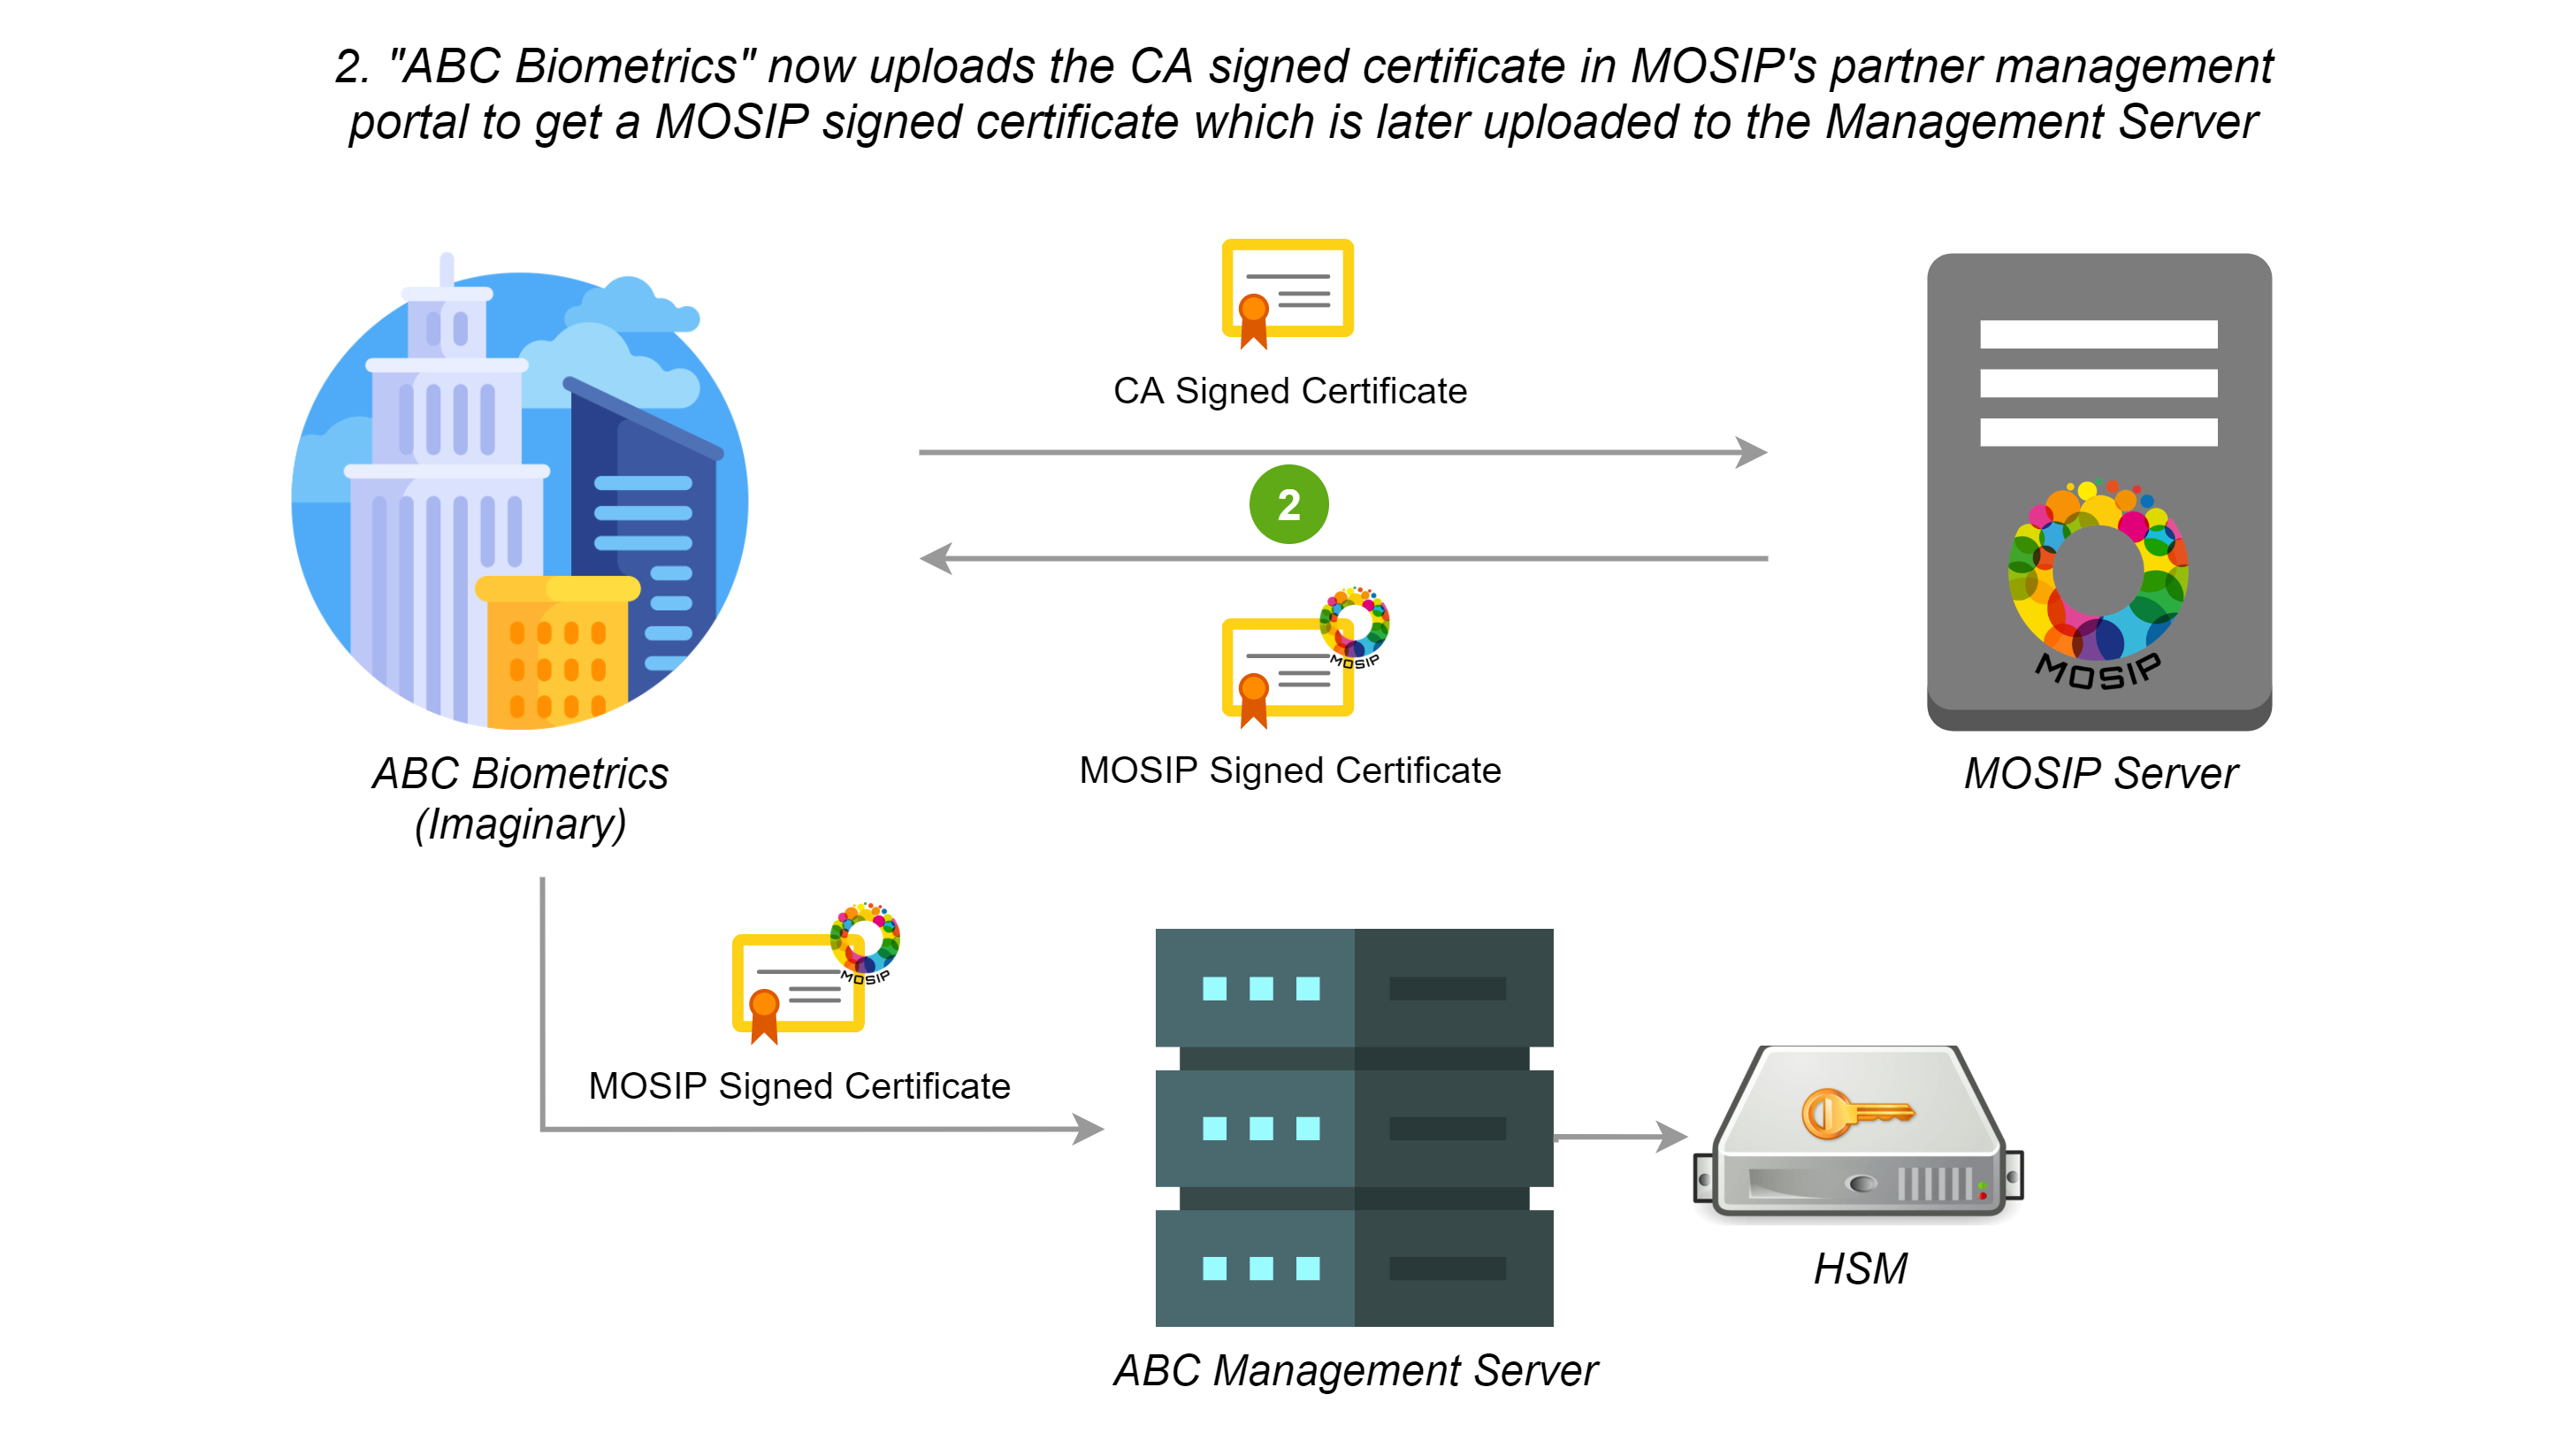 2. "ABC Biometrics" now uploads the CA signed certificate in MOSIP's partner management
portal to get a MOSIP signed certificate which is later uploaded to the Management Server
CA Signed Certificate
2
MOSIP
MOSIP
MOSIP Signed Certificate
ABC Biometrics
(Imaginary)
MOSIP Server
MOSIP
MOSIP Signed Certificate
HSM
ABC Management Server